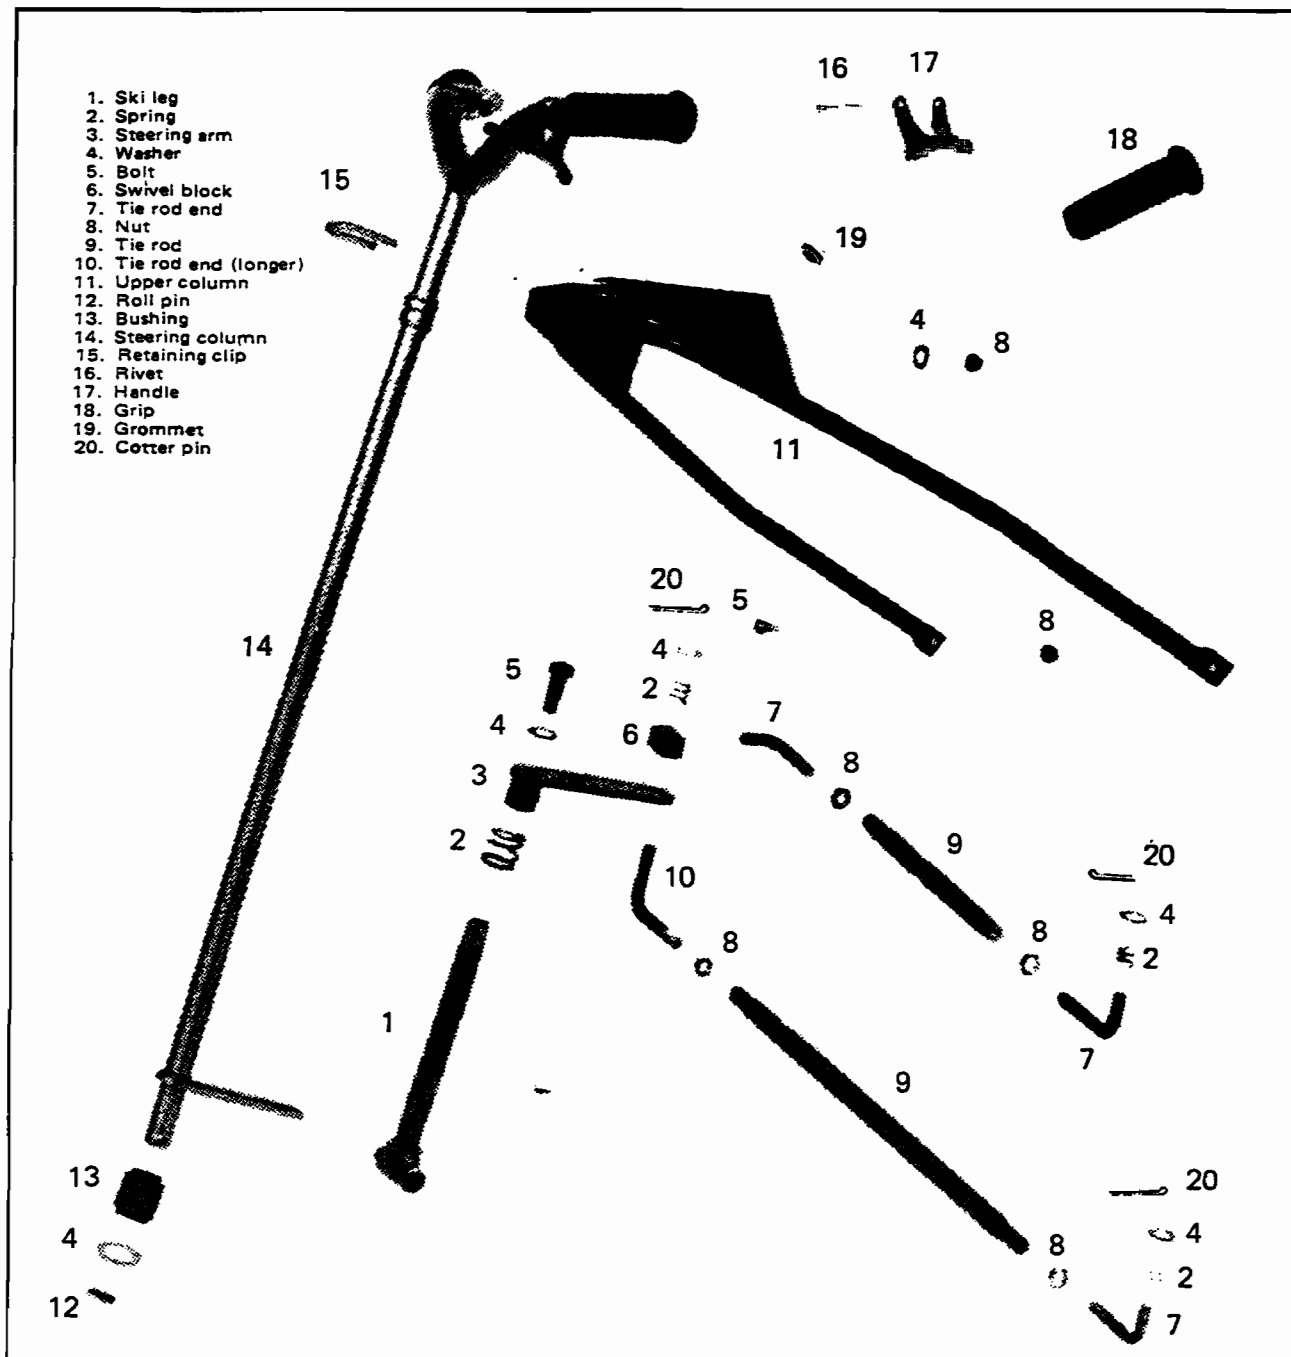 1. Ski leg
2. Spring
3. Steering arm
4. Washer
5. Bolt
6. Swivel block
7. Tie rod end
8. Nut
9. Tie rod
10. Tie rod end (longer)
11. Upper column
12. Roll pin
13. Bushing
14. Steering column
15. Retaining clip
16. Rivet
17. Handle
18. Grip
19. Grommet
20. Cotter pin
16 17
18
15
19
4 8
11
20 5
8
14
4
5
2
7
4 6
8
3
2
9
20
10
4
8 8
2
1
7
9
13
20
4
4
8
2
12
7